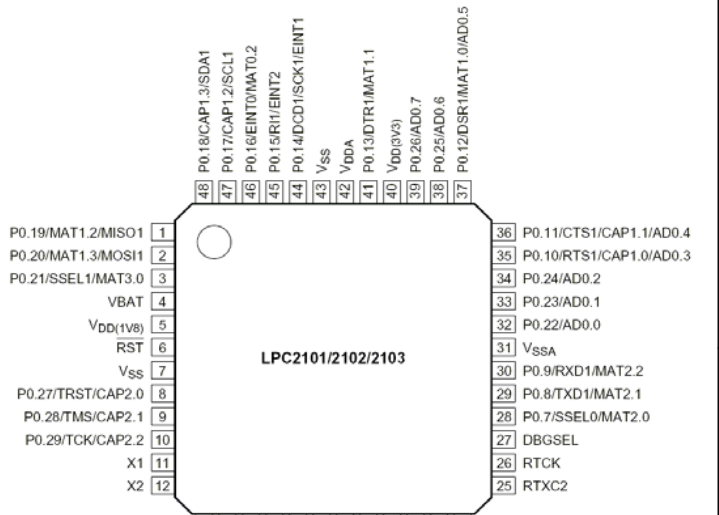 P0.18/CAP1.3/SDA1
P0.17/CAP1.2/SCL1
P0.16/EINT0/MAT0.2
P0.15/RI1/EINT2
P0.14/DCD1/SCK1/EINT1
VSS
VDDA
P0.13/DTR1/MAT1.1
VDD(3V3)
P0.26/AD0.7
P0.25/AD0.6
P0.12/DSR1/MAT1.0/AD0.5
48 47 46 45 44 43 42 41 40 39 38 37
P0.19/MAT1.2/MISO1 1
P0.20/MAT1.3/MOSI1 2
P0.21/SSEL1/MAT3.0 3
VBAT 4
VDD(1V8) 5
RST 6
VSS 7
P0.27/TRST/CAP2.0 8
P0.28/TMS/CAP2.1 9
P0.29/TCK/CAP2.2 10
X1 11
X2 12
LPC2101/2102/2103
36 P0.11/CTS1/CAP1.1/AD0.4
35 P0.10/RTS1/CAP1.0/AD0.3
34 P0.24/AD0.2
33 P0.23/AD0.1
32 P0.22/AD0.0
31 VSSA
30 P0.9/RXD1/MAT2.2
29 P0.8/TXD1/MAT2.1
28 P0.7/SSEL0/MAT2.0
27 DBGSEL
26 RTCK
25 RTXC2